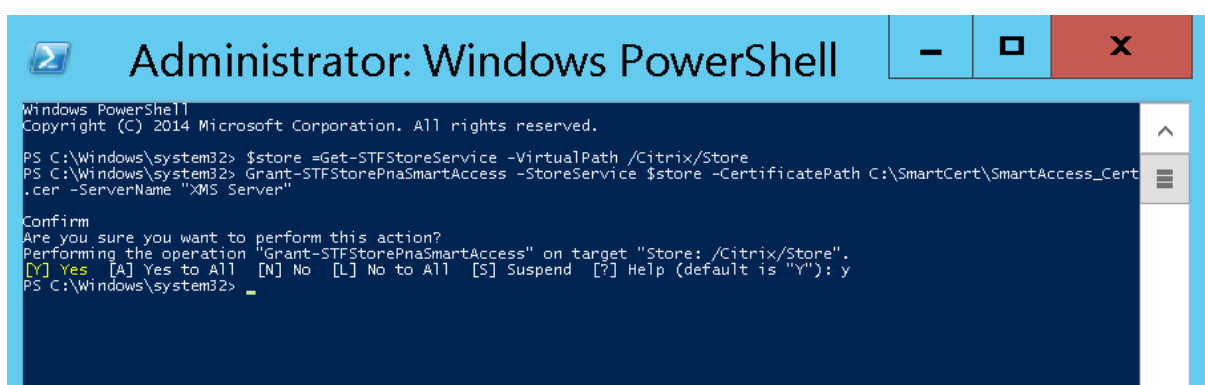 Administrator: Windows PowerShell
Windows PowerShell
Copyright (C) 2014 Microsoft Corporation. All rights reserved.
PS C:\Windows\system32> $store =Get-STFStoreService -VirtualPath /Citrix/Store
PS C:\Windows\system32> Grant-STFStorePnaSmartAccess -StoreService $store -CertificatePath C:\SmartCert\SmartAccess_Cert
.cer -ServerName "XMS Server"
Confirm
Are you sure you want to perform this action?
Performing the operation "Grant-STFStorePnaSmartAccess" on target "Store: /Citrix/Store".
[Y] Yes  [A] Yes to All  [N] No  [L] No to All  [S] Suspend  [?] Help (default is "Y"): y
PS C:\Windows\system32>